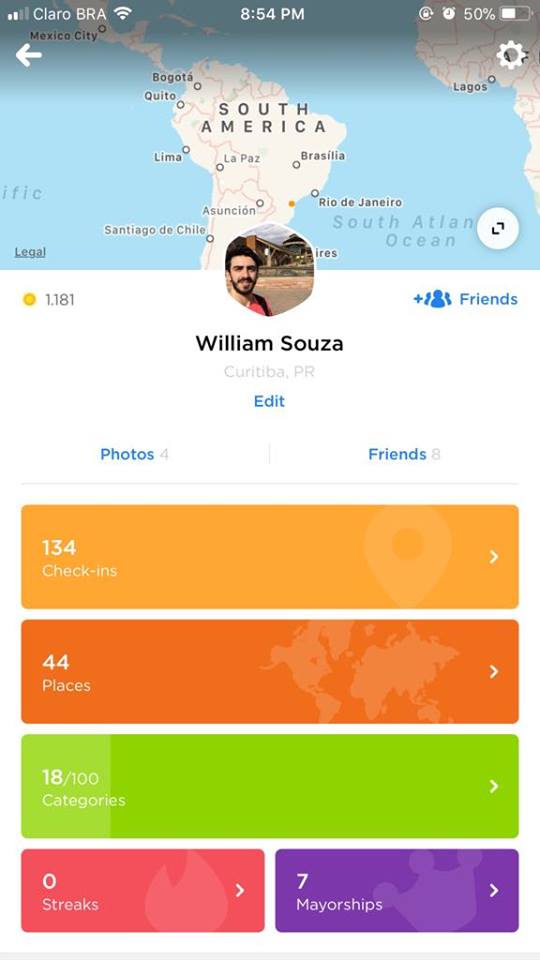 Claro BRA 8:54 PM 50%
Mexico City
Bogotá
Quito
Lagos
SOUTH
AMERICA
Lima
La Paz
Brasília
ific
Asunción
Rio de Janeiro
Santiago de Chile
South Atlan
Ocean
ires
Legal
1.181
Friends
William Souza
Curitiba, PR
Edit
Photos 4
Friends 8
134
Check-ins
44
Places
18/100
Categories
0
Streaks
7
Mayorships